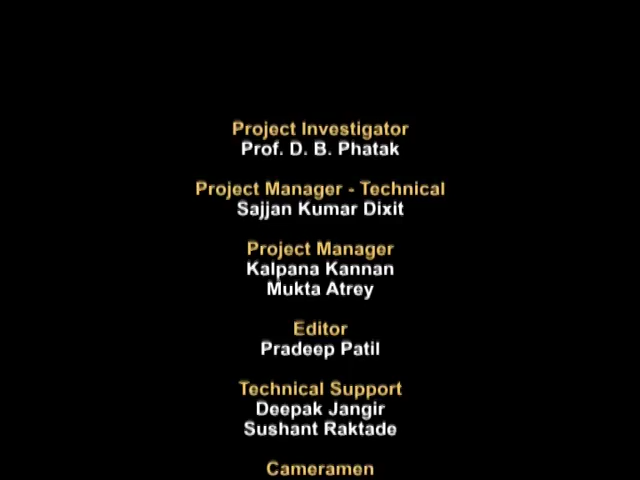 Project Investigator
Prof. D. B. Phatak
Project Manager - Technical
Sajjan Kumar Dixit
Project Manager
Kalpana Kannan
Mukta Atrey
Editor
Pradeep Patil
Technical Support
Deepak Jangir
Sushant Raktade
Cameramen